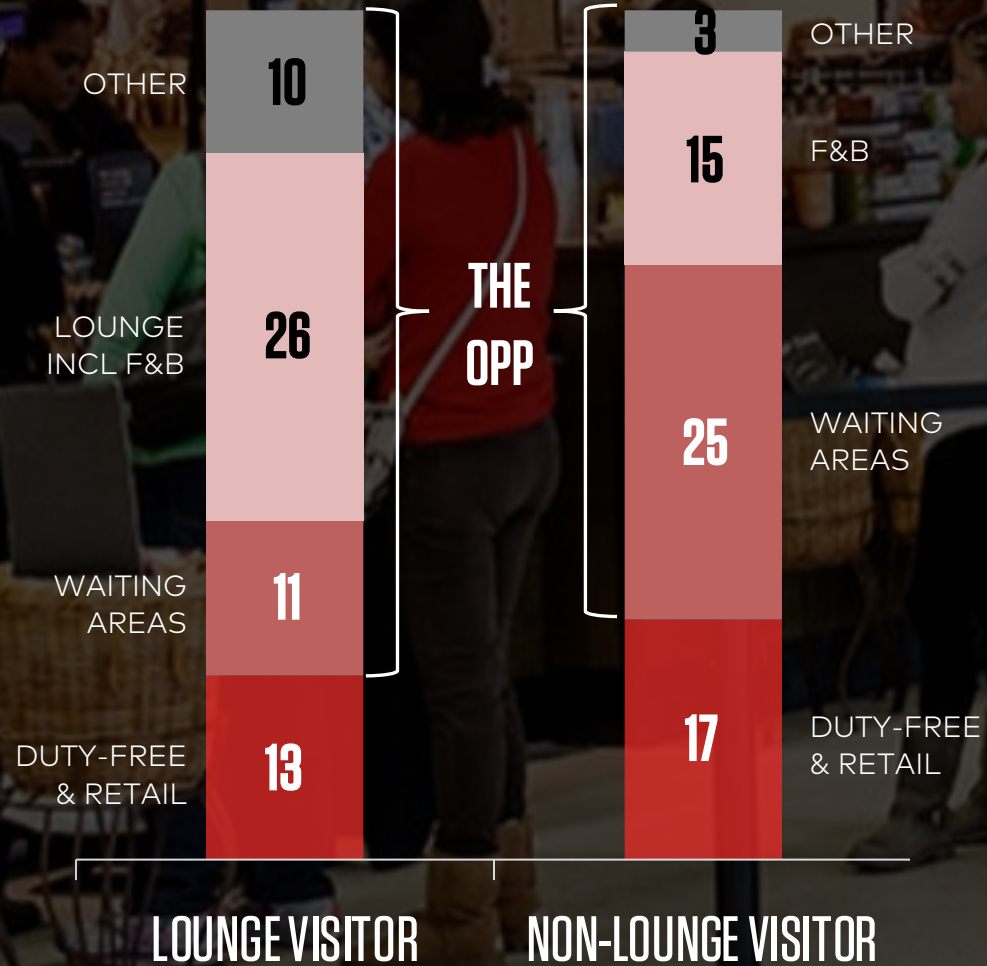 OTHER
10
LOUNGE
INCL F&B
26
WAITING
AREAS
11
DUTY-FREE
& RETAIL
13
THE
OPP
3
OTHER
15
F&B
25
WAITING
AREAS
17
DUTY-FREE
& RETAIL
LOUNGE VISITOR
NON-LOUNGE VISITOR